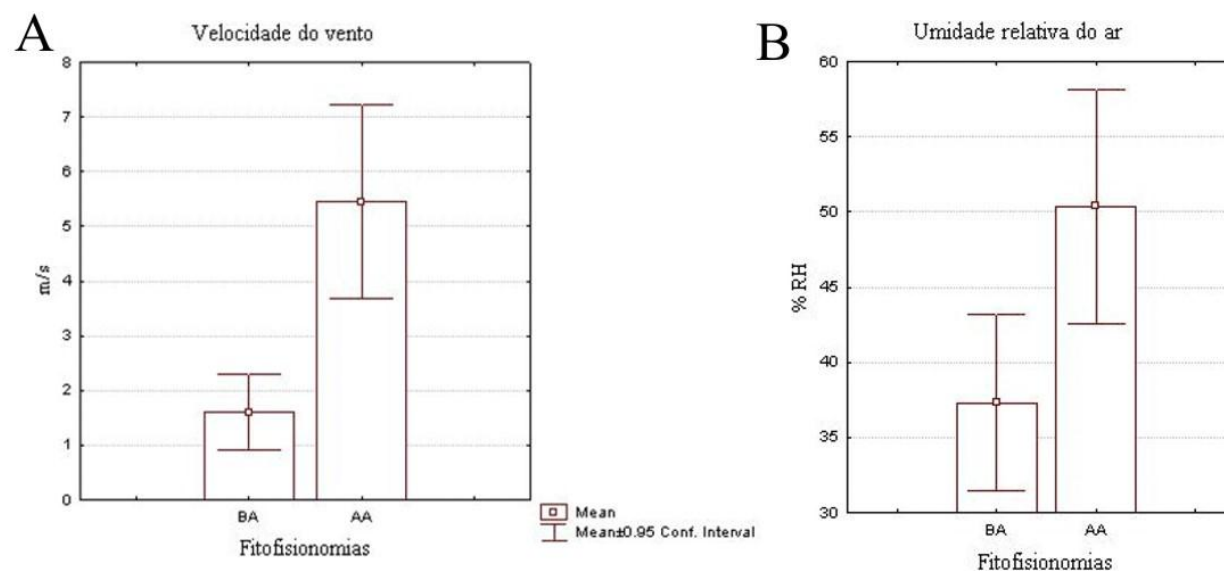 A
Velocidade do vento
8
7
6
5
4
3
2
1
0
m/s
BA AA
Fitofisionomias
Mean
Mean±0.95 Conf. Interval
B
Umidade relativa do ar
60
55
50
45
40
35
30
% RH
BA AA
Fitofisionomias